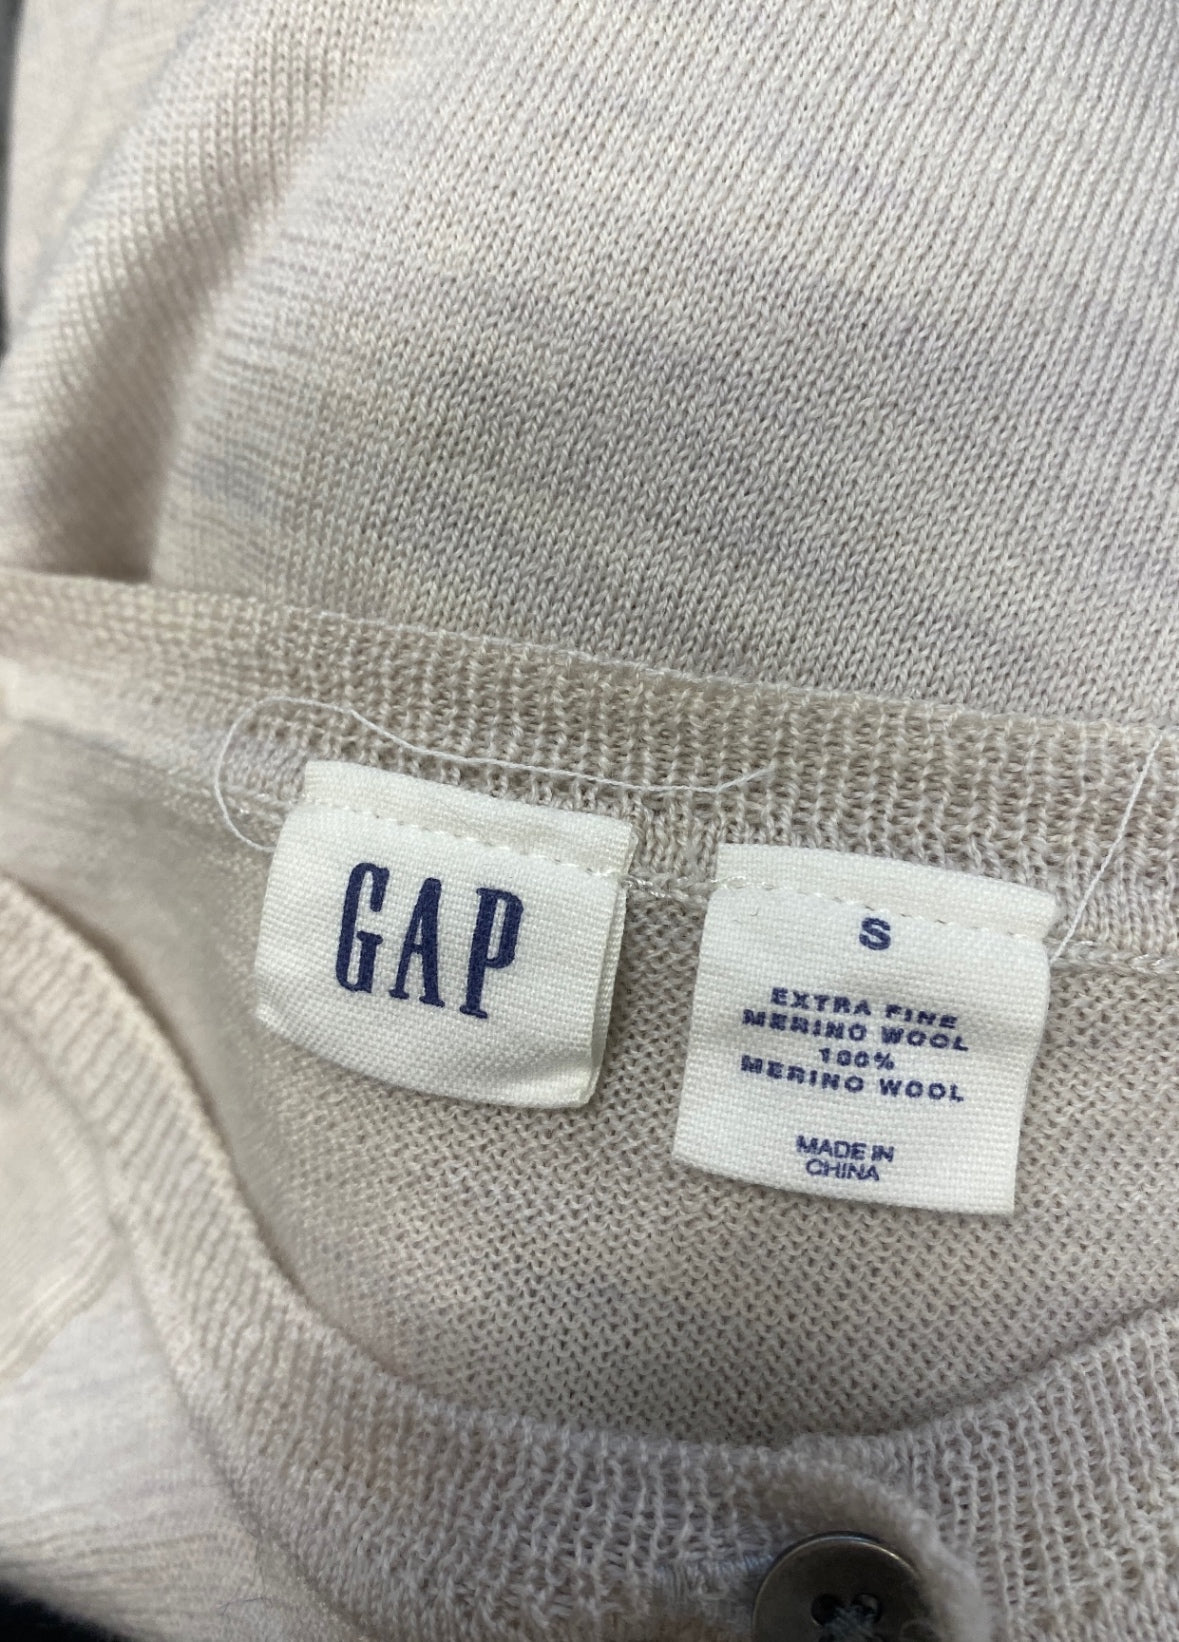 GAP
S
EXTRA FINE
MERINO WOOL
100%
MERINO WOOL
MADE IN
CHINA